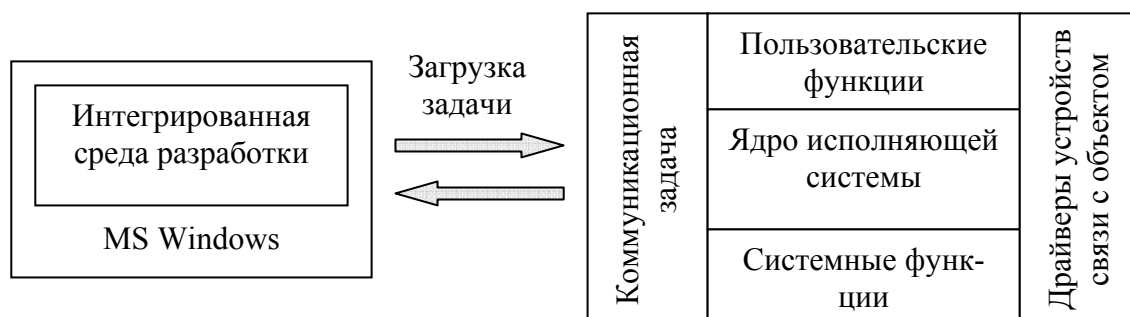 Интегрированная
среда разработки
MS Windows
Загрузка
задачи
Коммуникационная
задача
Пользовательские
функции
Ядро исполняющей
системы
Системные функ-
ции
Драйверы устройств
связи с объектом